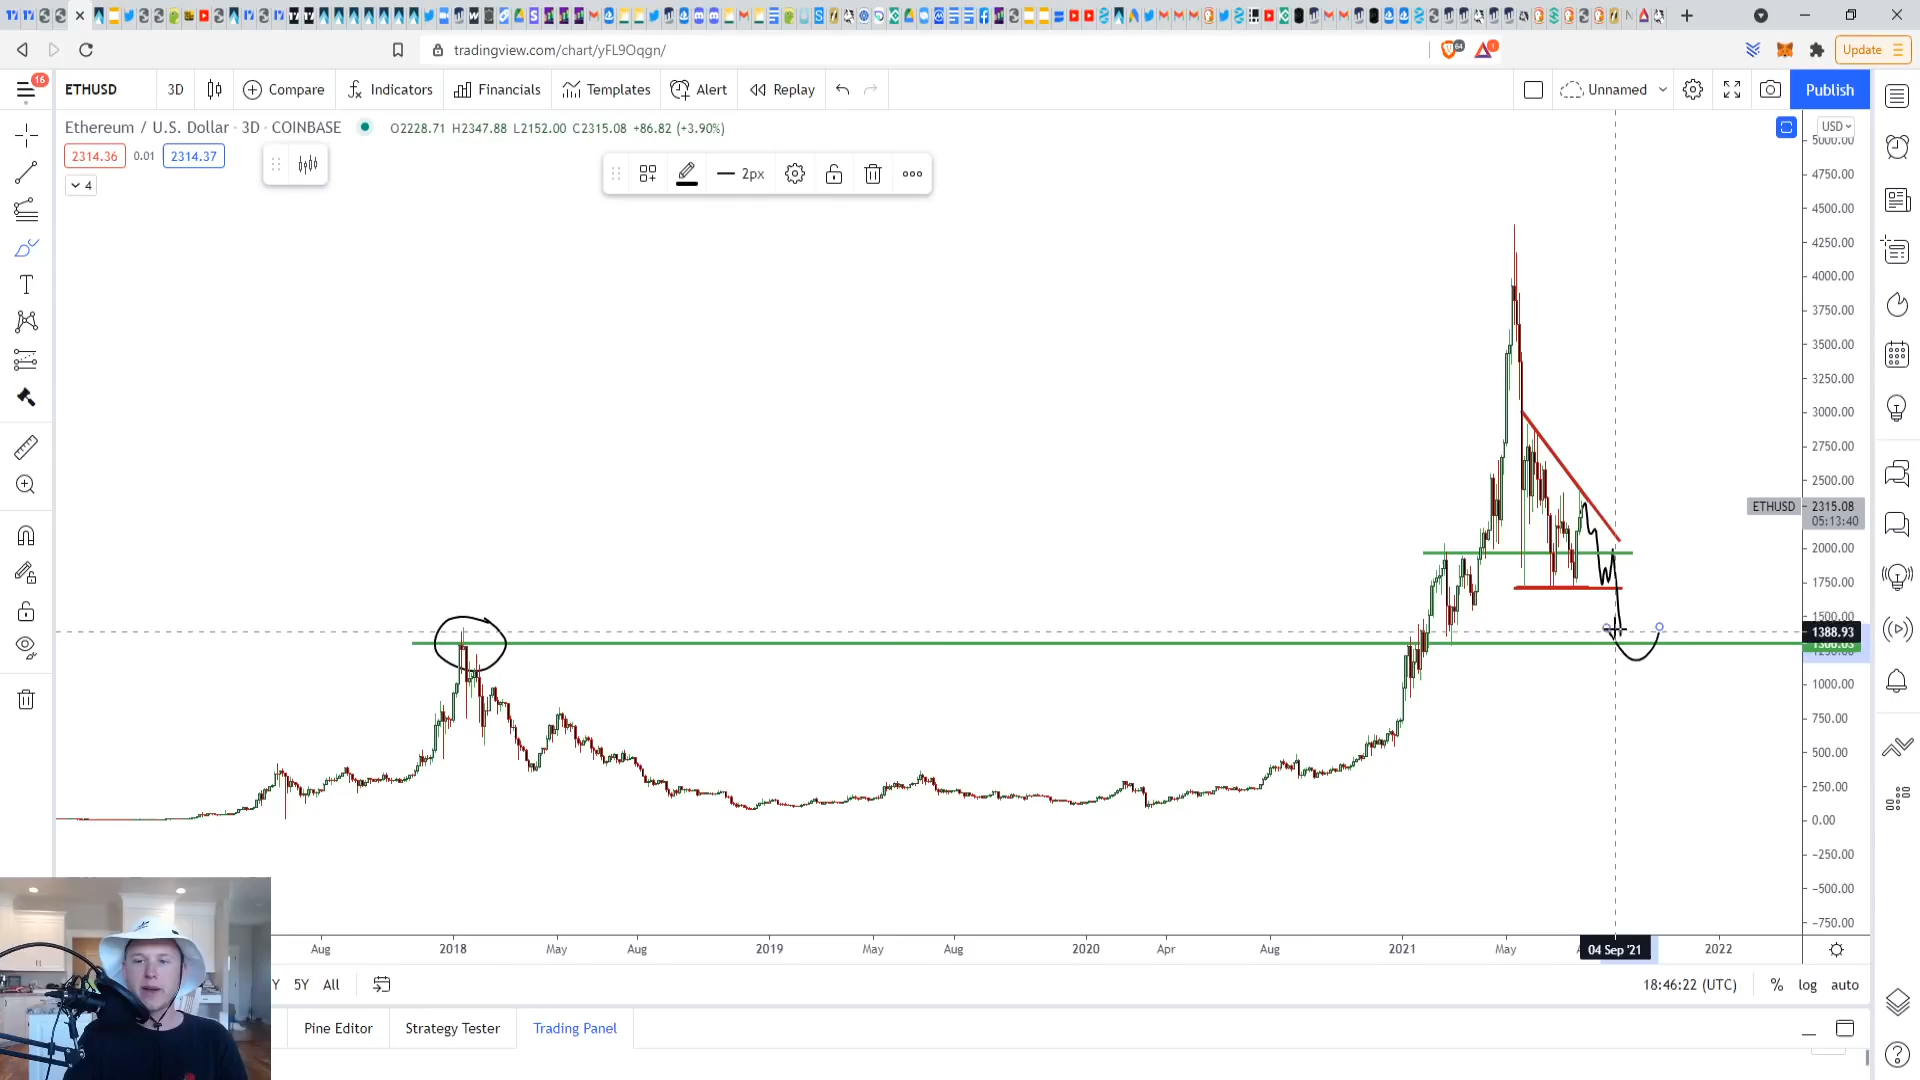 tradingview.com/chart/yFL9Oqgn/
64
1
Update
16
ETHUSD
3D
Compare
Indicators
Financials
Templates
Alert
Replay
Unnamed
Publish
Ethereum / U.S. Dollar · 3D · COINBASE
O2228.71 H2347.88 L2152.00 C2315.08 +86.82 (+3.90%)
2314.36 0.01 2314.37
4
2px
USD
5000.00
4750.00
4500.00
4250.00
4000.00
3750.00
3500.00
3250.00
3000.00
2750.00
2500.00
ETHUSD 2315.08
05:13:40
2000.00
1750.00
1500.00
1388.93
1000.00
750.00
500.00
250.00
0.00
-250.00
-500.00
-750.00
Aug 2018 May Aug 2019 May Aug 2020 Apr Aug 2021 May 04 Sep '21 2022
Y 5Y All
18:46:22 (UTC) % log auto
Pine Editor Strategy Tester Trading Panel